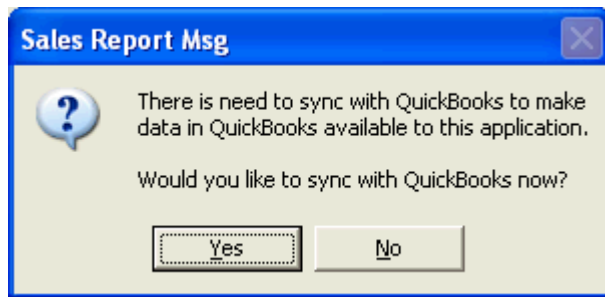 Sales Report Msg
There is need to sync with QuickBooks to make
data in QuickBooks available to this application.
Would you like to sync with QuickBooks now?
Yes No